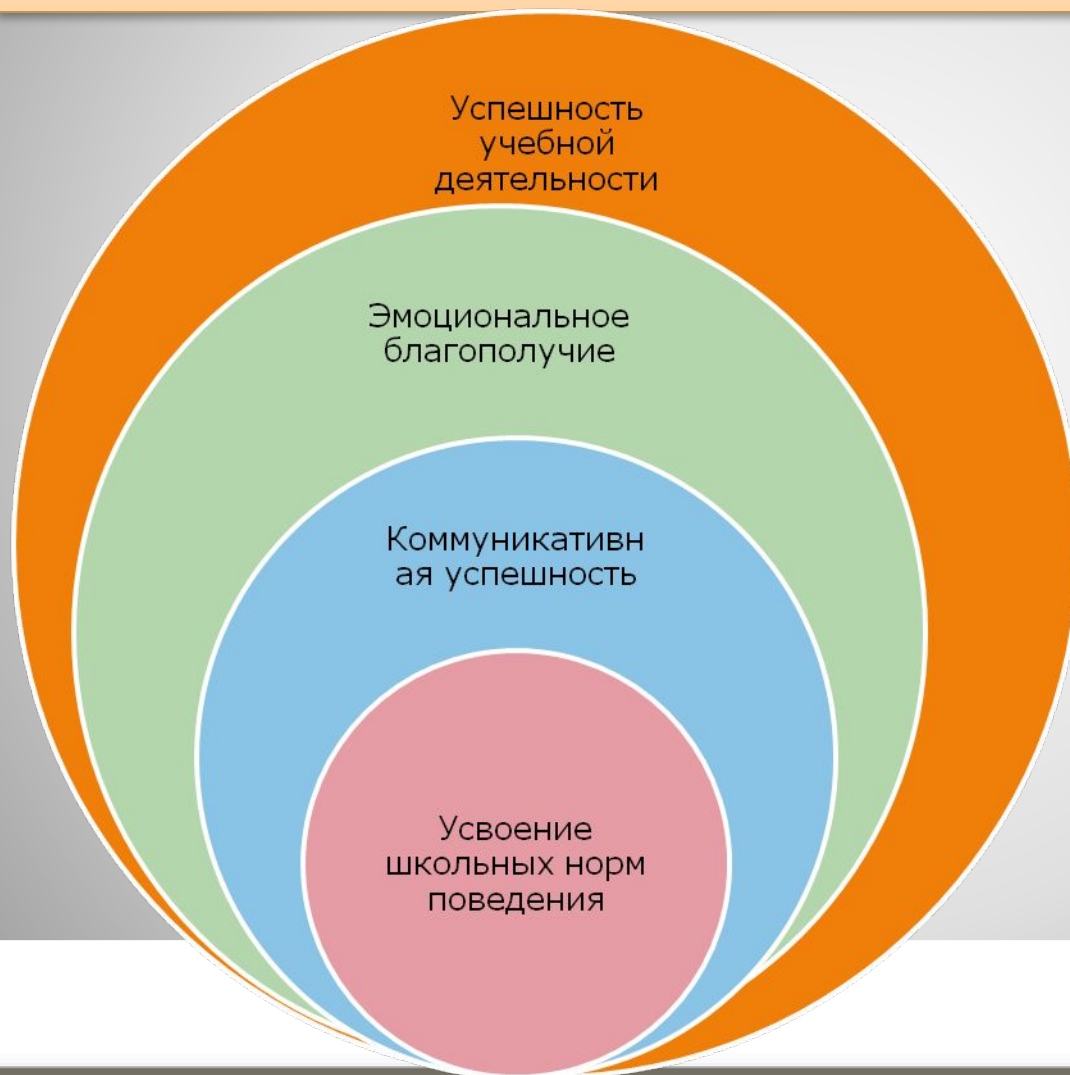 Успешность
учебной
деятельности
Эмоциональное
благополучие
Коммуникативн
ая успешность
Усвоение
школьных норм
поведения